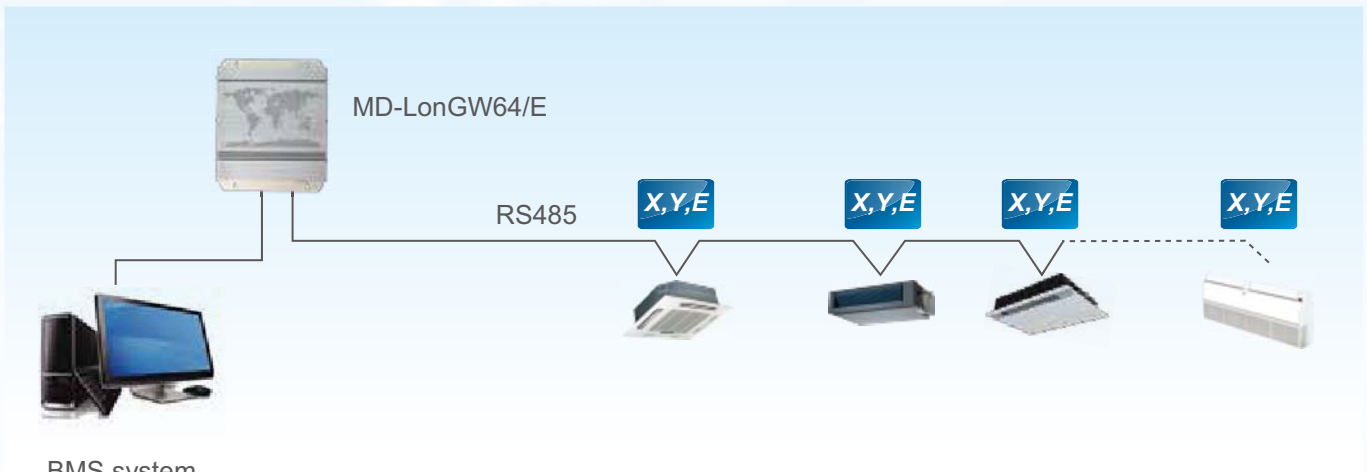 MD-LonGW64/E
RS485
X,Y,E
X,Y,E
X,Y,E
X,Y,E
BMS system